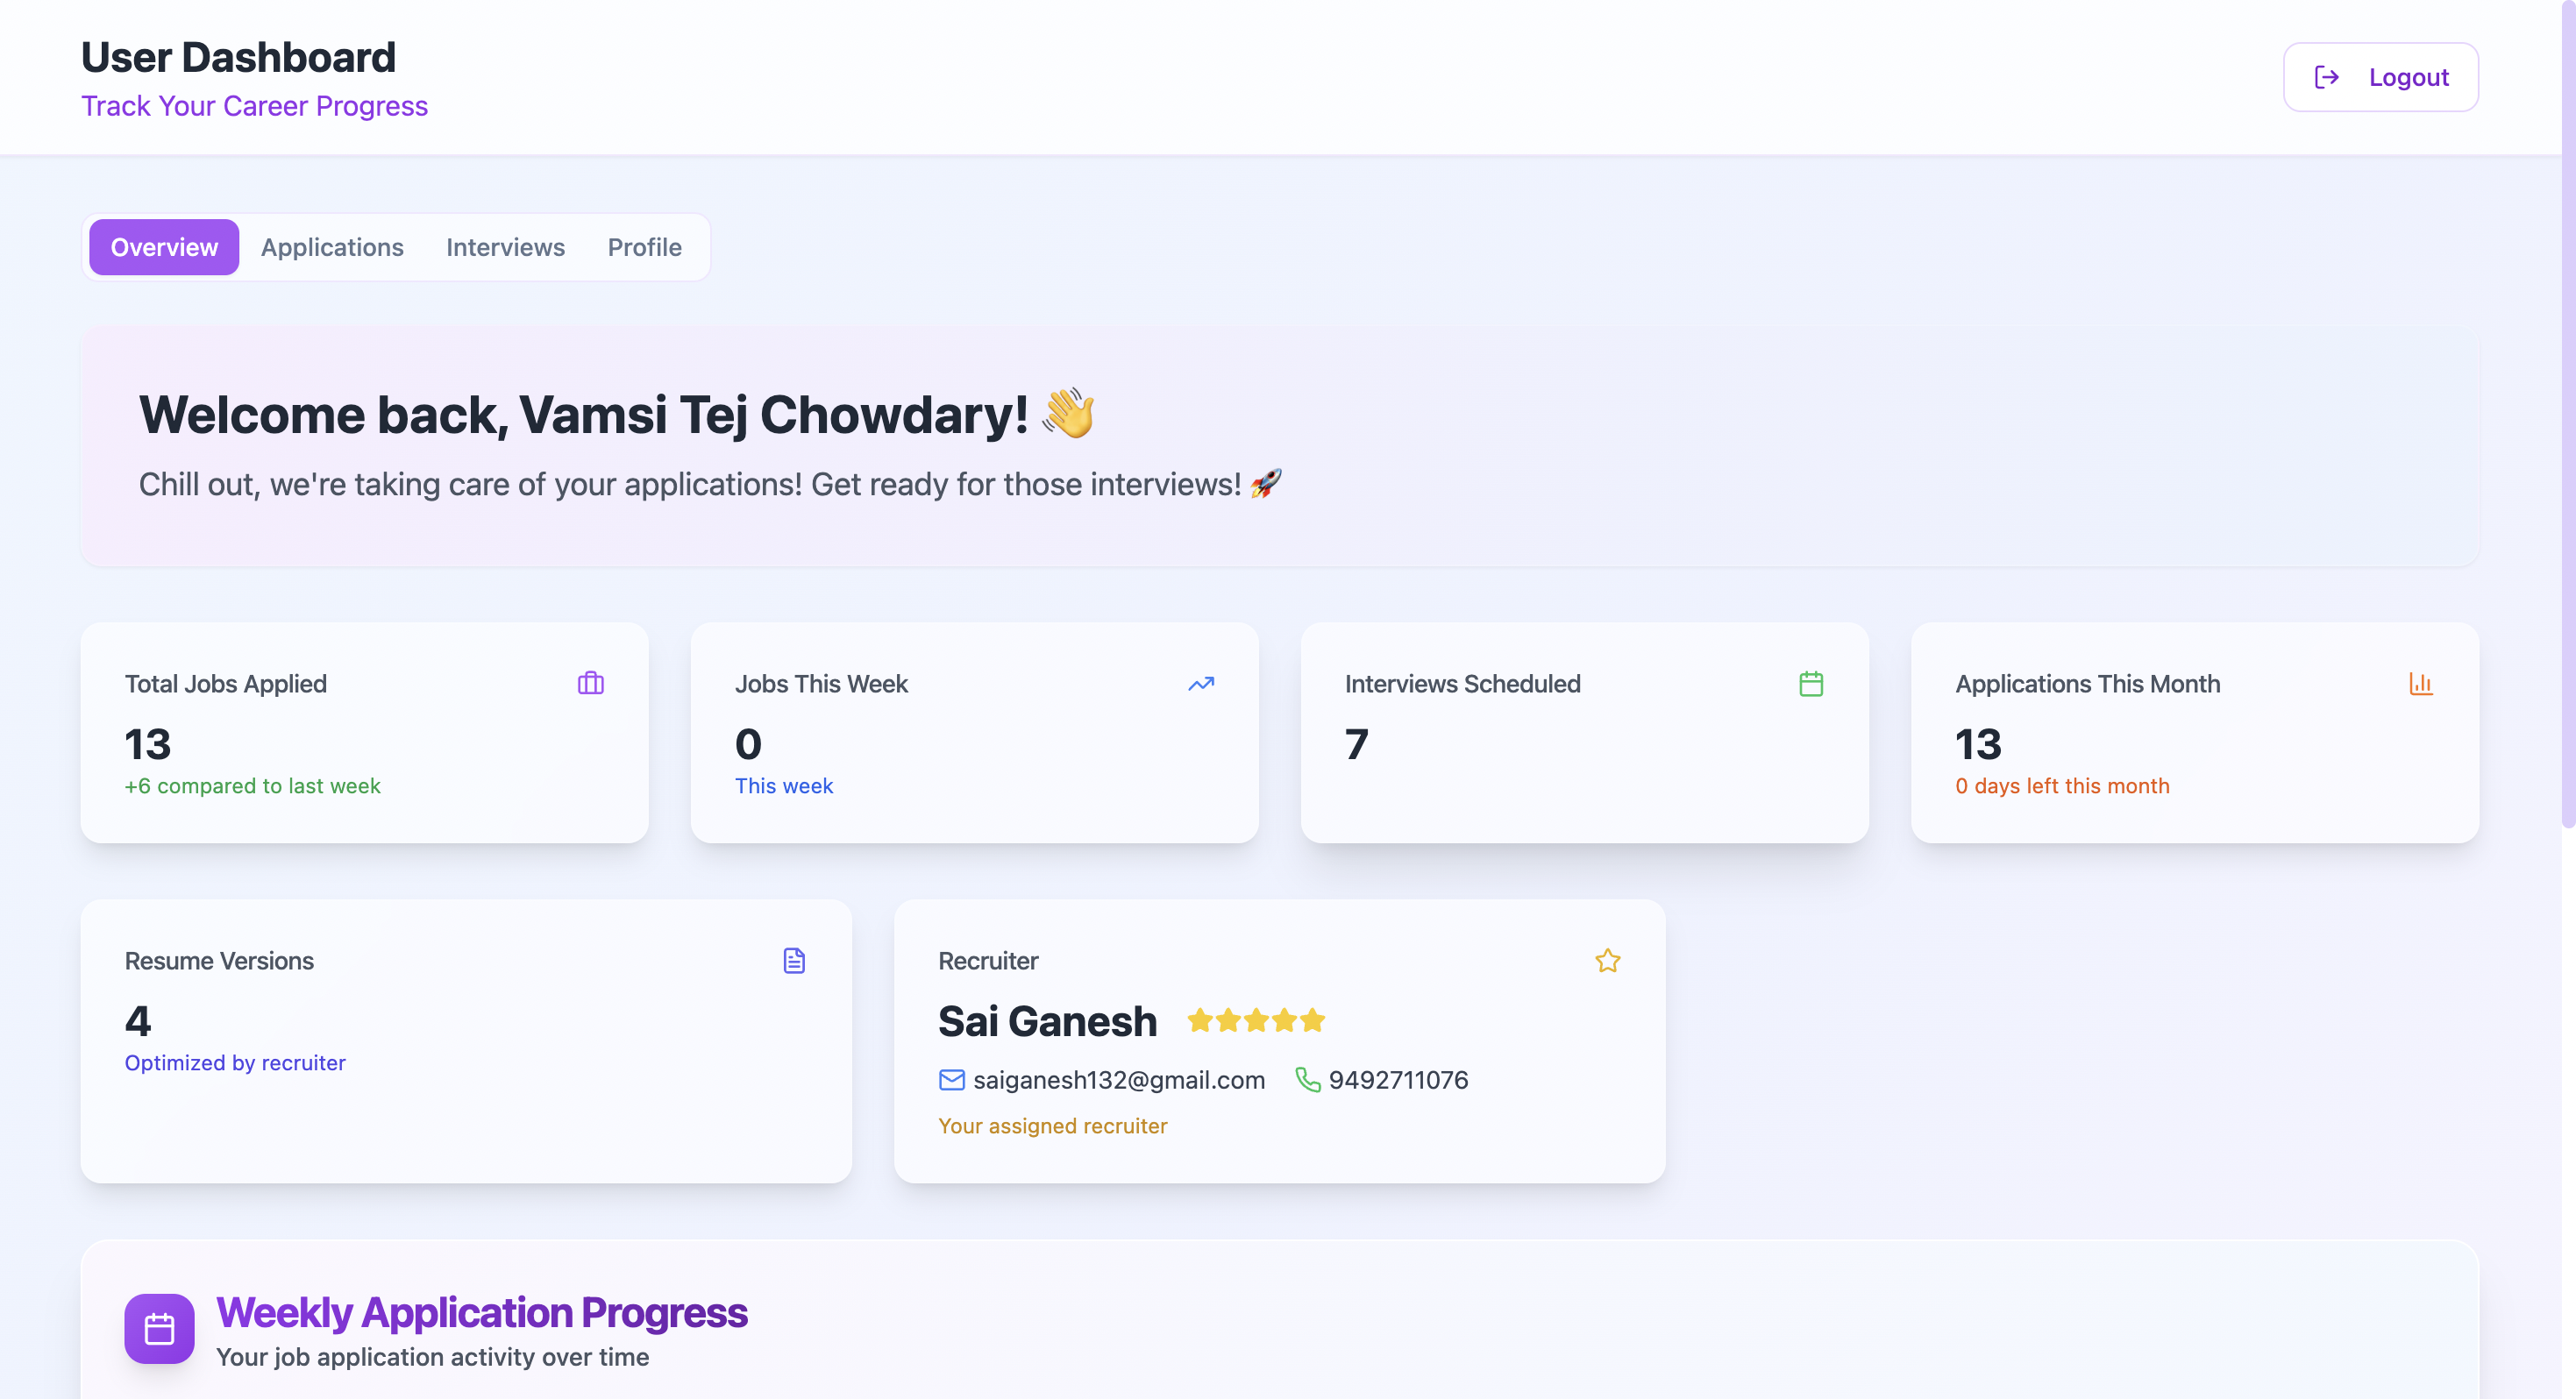 User Dashboard
Track Your Career Progress
Logout
Overview
Applications
Interviews
Profile
Welcome back, Vamsi Tej Chowdary! 👋
Chill out, we're taking care of your applications! Get ready for those interviews! 🚀
Total Jobs Applied
13
+6 compared to last week
Jobs This Week
0
This week
Interviews Scheduled
7
Applications This Month
13
0 days left this month
Resume Versions
4
Optimized by recruiter
Recruiter
Sai Ganesh
saiganesh132@gmail.com
9492711076
Your assigned recruiter
Weekly Application Progress
Your job application activity over time